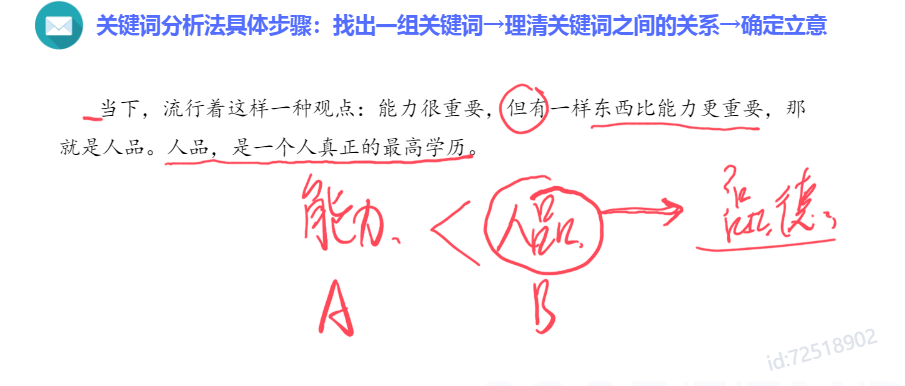 关键词分析法具体步骤：找出一组关键词→理清关键词之间的关系→确定立意
当下，流行着这样一种观点：能力很重要，但有一样东西比能力更重要，那
就是人品。人品，是一个人真正的最高学历。
能力、 < 人品 → 品德
A B
id:72518902